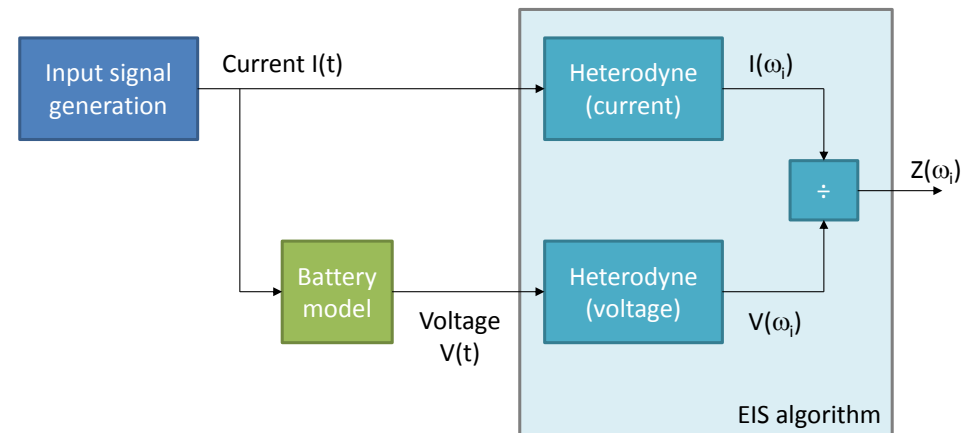 Input signal
generation
Current I(t)
Heterodyne
(current)
I(ωᵢ)
÷
Z(ωᵢ)
Battery
model
Voltage
V(t)
Heterodyne
(voltage)
V(ωᵢ)
EIS algorithm